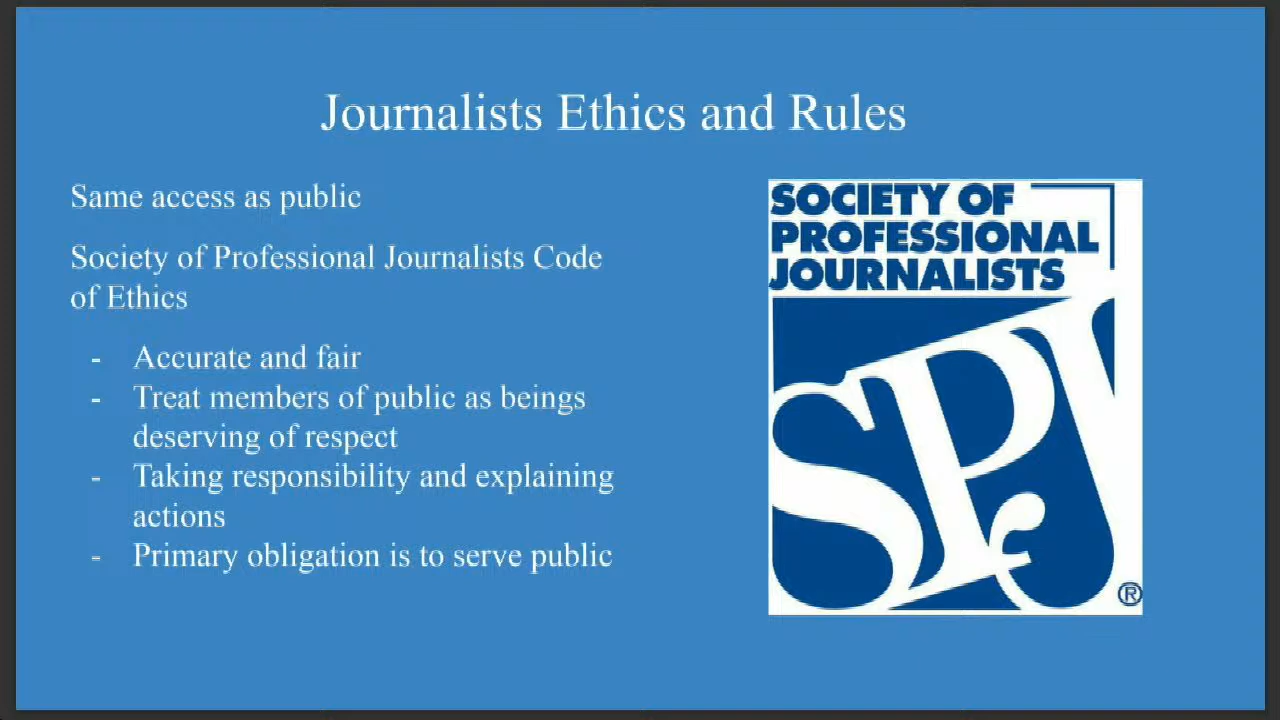 Journalists Ethics and Rules
Same access as public
Society of Professional Journalists Code
of Ethics
- Accurate and fair
- Treat members of public as beings
deserving of respect
- Taking responsibility and explaining
actions
- Primary obligation is to serve public
SOCIETY OF
PROFESSIONAL
JOURNALISTS
SPJ
®